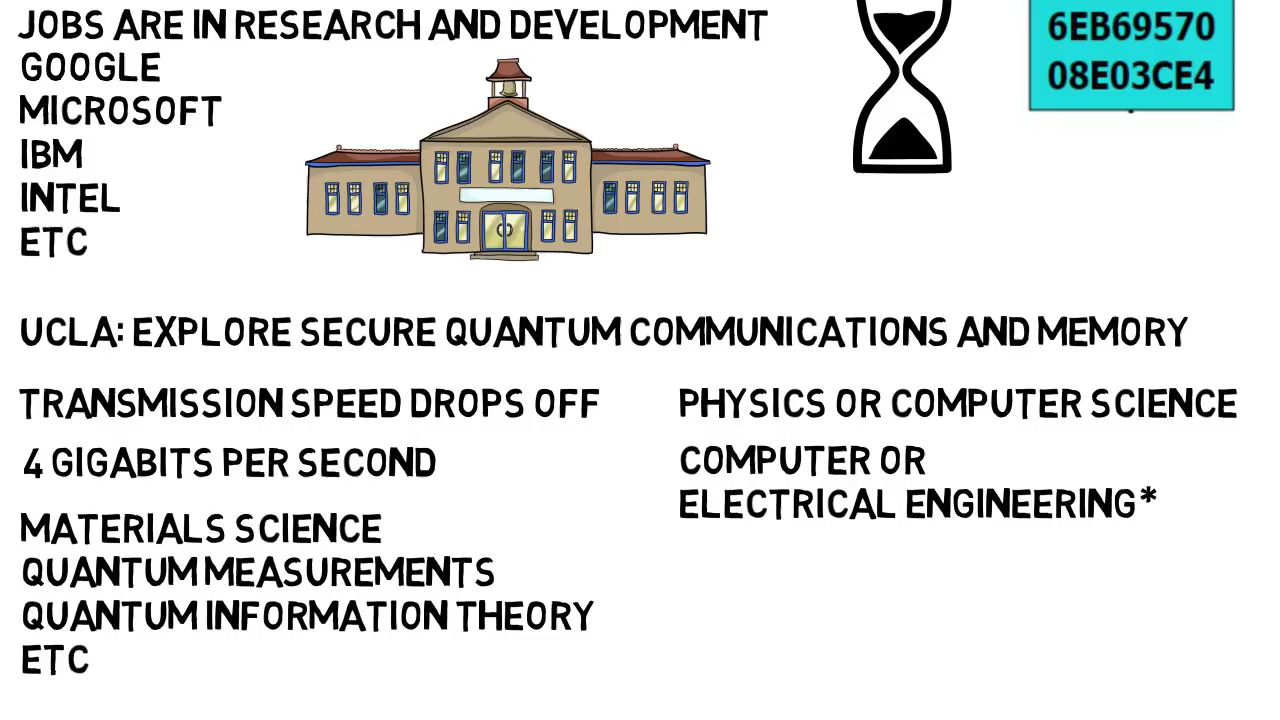 JOBS ARE IN RESEARCH AND DEVELOPMENT
GOOGLE
MICROSOFT
IBM
INTEL
ETC
6EB69570
08E03CE4
UCLA: EXPLORE SECURE QUANTUM COMMUNICATIONS AND MEMORY
TRANSMISSION SPEED DROPS OFF
4 GIGABITS PER SECOND
MATERIALS SCIENCE
QUANTUM MEASUREMENTS
QUANTUM INFORMATION THEORY
ETC
PHYSICS OR COMPUTER SCIENCE
COMPUTER OR
ELECTRICAL ENGINEERING*